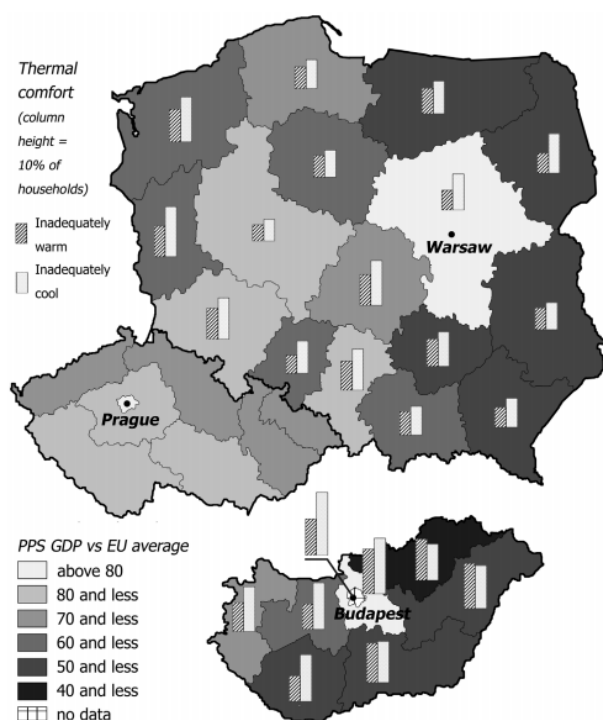 Thermal
comfort
(column
height =
10% of
households)
Inadequately
warm
Inadequately
cool
Warsaw
Prague
PPS GDP vs EU average
above 80
80 and less
70 and less
60 and less
50 and less
40 and less
no data
Budapest